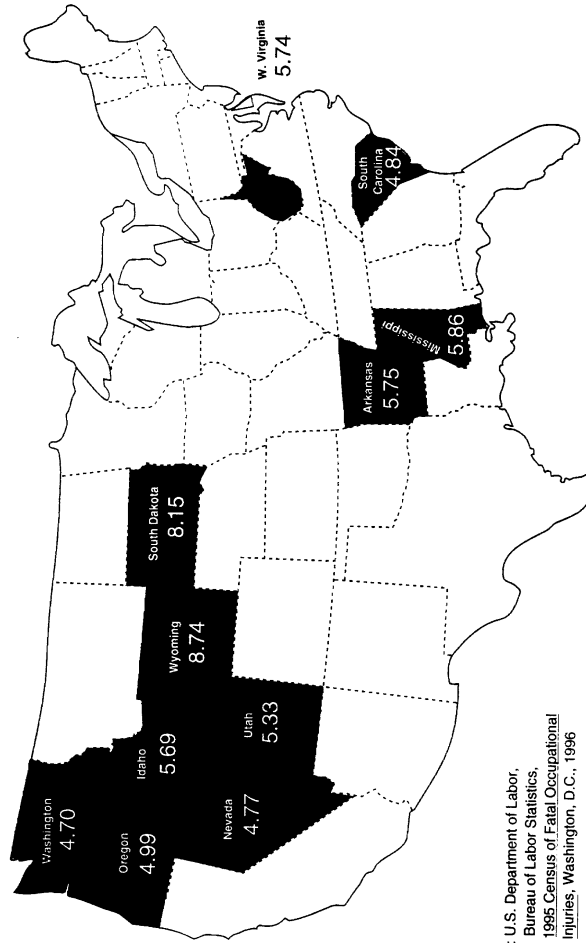 Washington
4.70
Oregon
4.99
Idaho
5.69
Nevada
4.77
Utah
5.33
Wyoming
8.74
South Dakota
8.15
Arkansas
5.75
Mississippi
5.86
South
Carolina
4.84
W. Virginia
5.74
: U.S. Department of Labor,
Bureau of Labor Statistics,
1995 Census of Fatal Occupational
Injuries, Washington, D.C., 1996